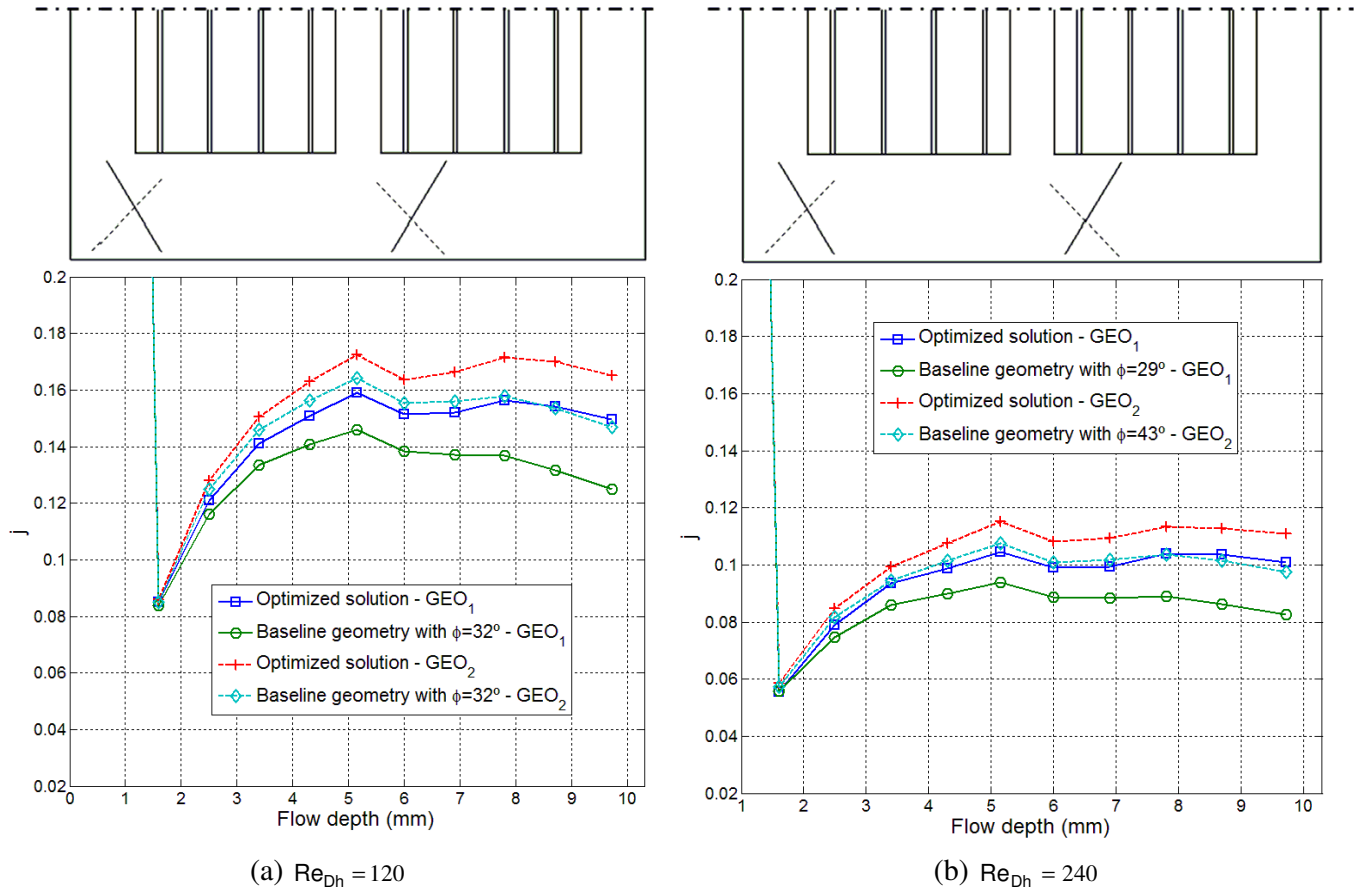 0.2
0.18
0.16
0.14
0.12
0.1
0.08
0.06
0.04
0.02
j
Optimized solution - GEO1
Baseline geometry with ϕ=32º - GEO1
Optimized solution - GEO2
Baseline geometry with ϕ=32º - GEO2
0 1 2 3 4 5 6 7 8 9 10
Flow depth (mm)
(a) ReDh = 120
0.2
0.18
0.16
0.14
0.12
0.1
0.08
0.06
0.04
0.02
j
Optimized solution - GEO1
Baseline geometry with ϕ=29º - GEO1
Optimized solution - GEO2
Baseline geometry with ϕ=43º - GEO2
1 2 3 4 5 6 7 8 9 10
Flow depth (mm)
(b) ReDh = 240